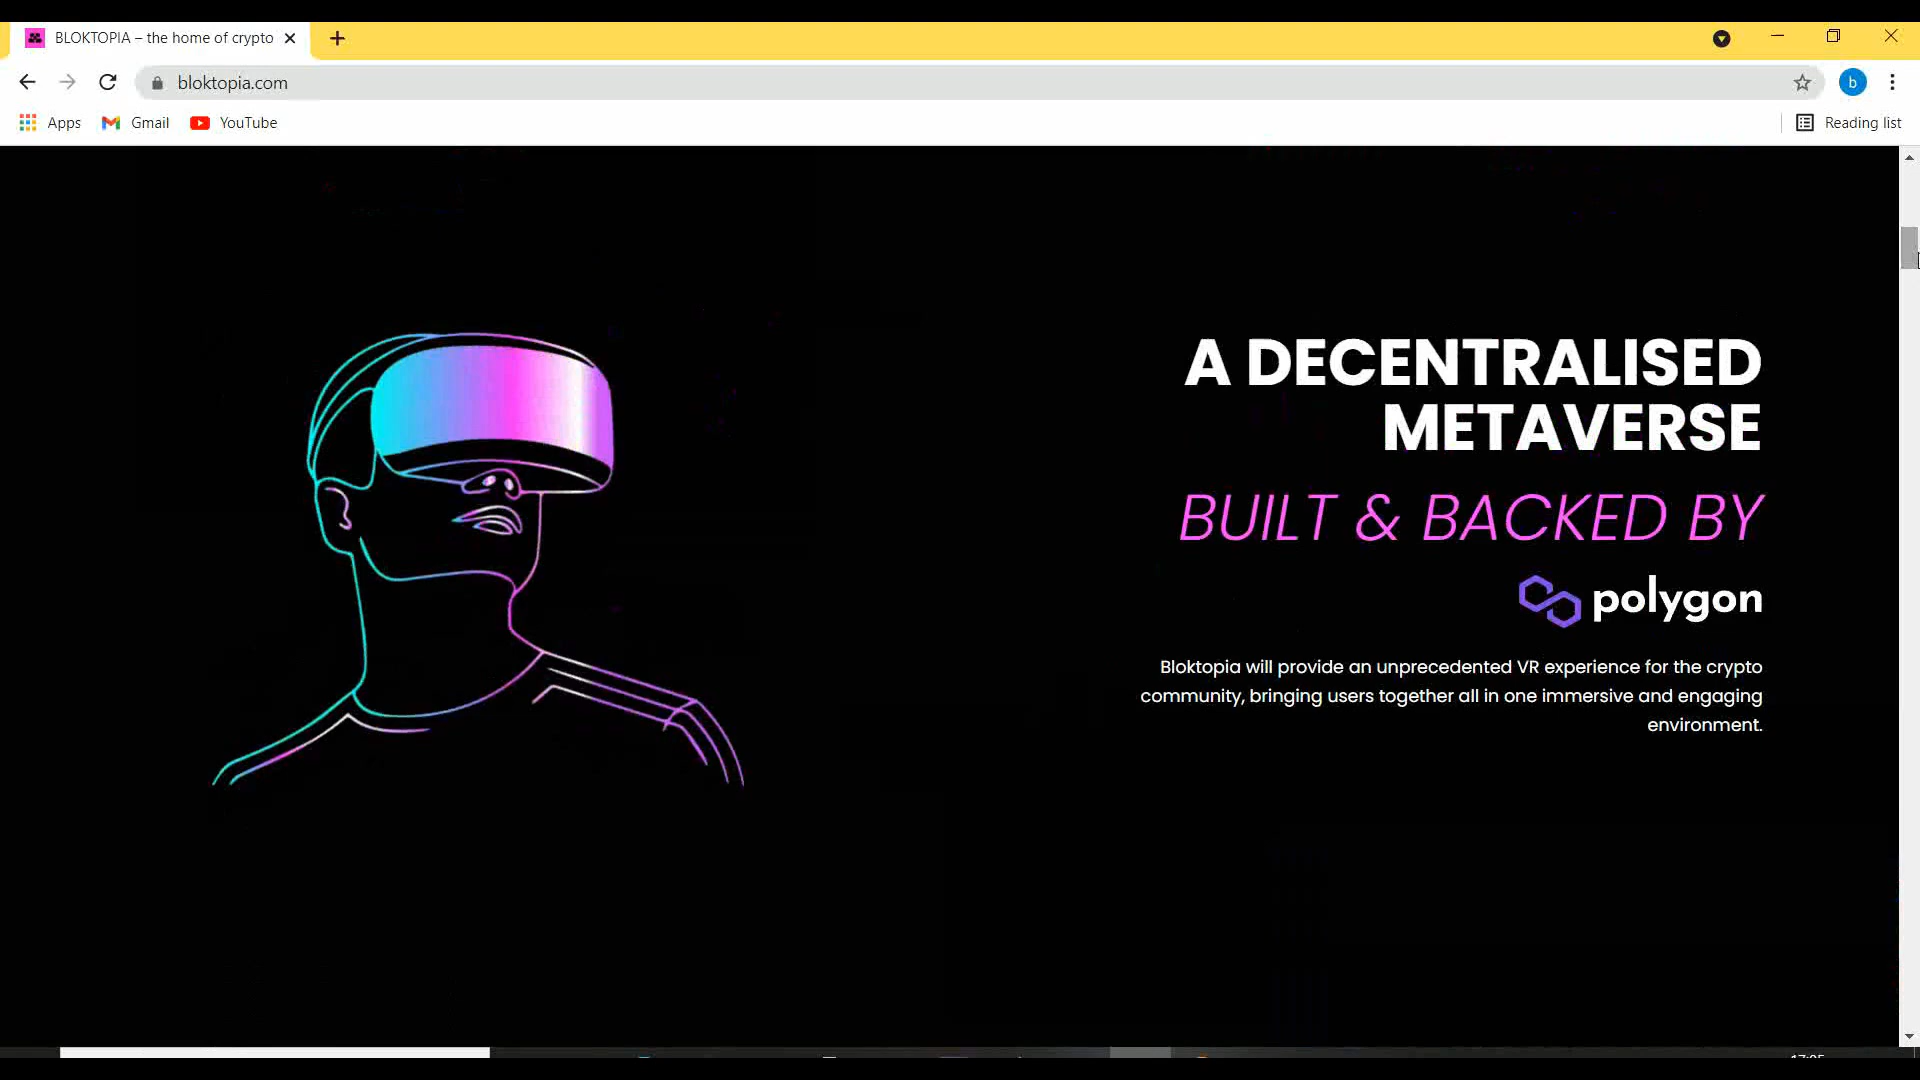 BLOKTOPIA – the home of crypto
bloktopia.com
b
Apps
Gmail
YouTube
Reading list
A DECENTRALISED
METAVERSE
BUILT & BACKED BY
polygon
Bloktopia will provide an unprecedented VR experience for the crypto
community, bringing users together all in one immersive and engaging
environment.